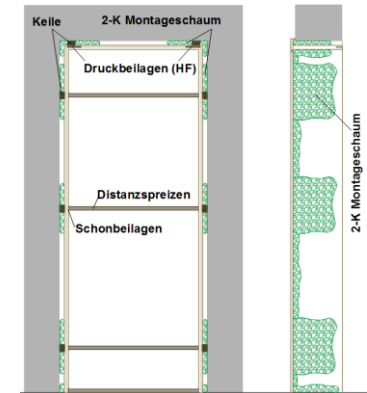 Keile
2-K Montageschaum
Druckbeilagen (HF)
Distanzspreizen
Schonbeilagen
2-K Montageschaum